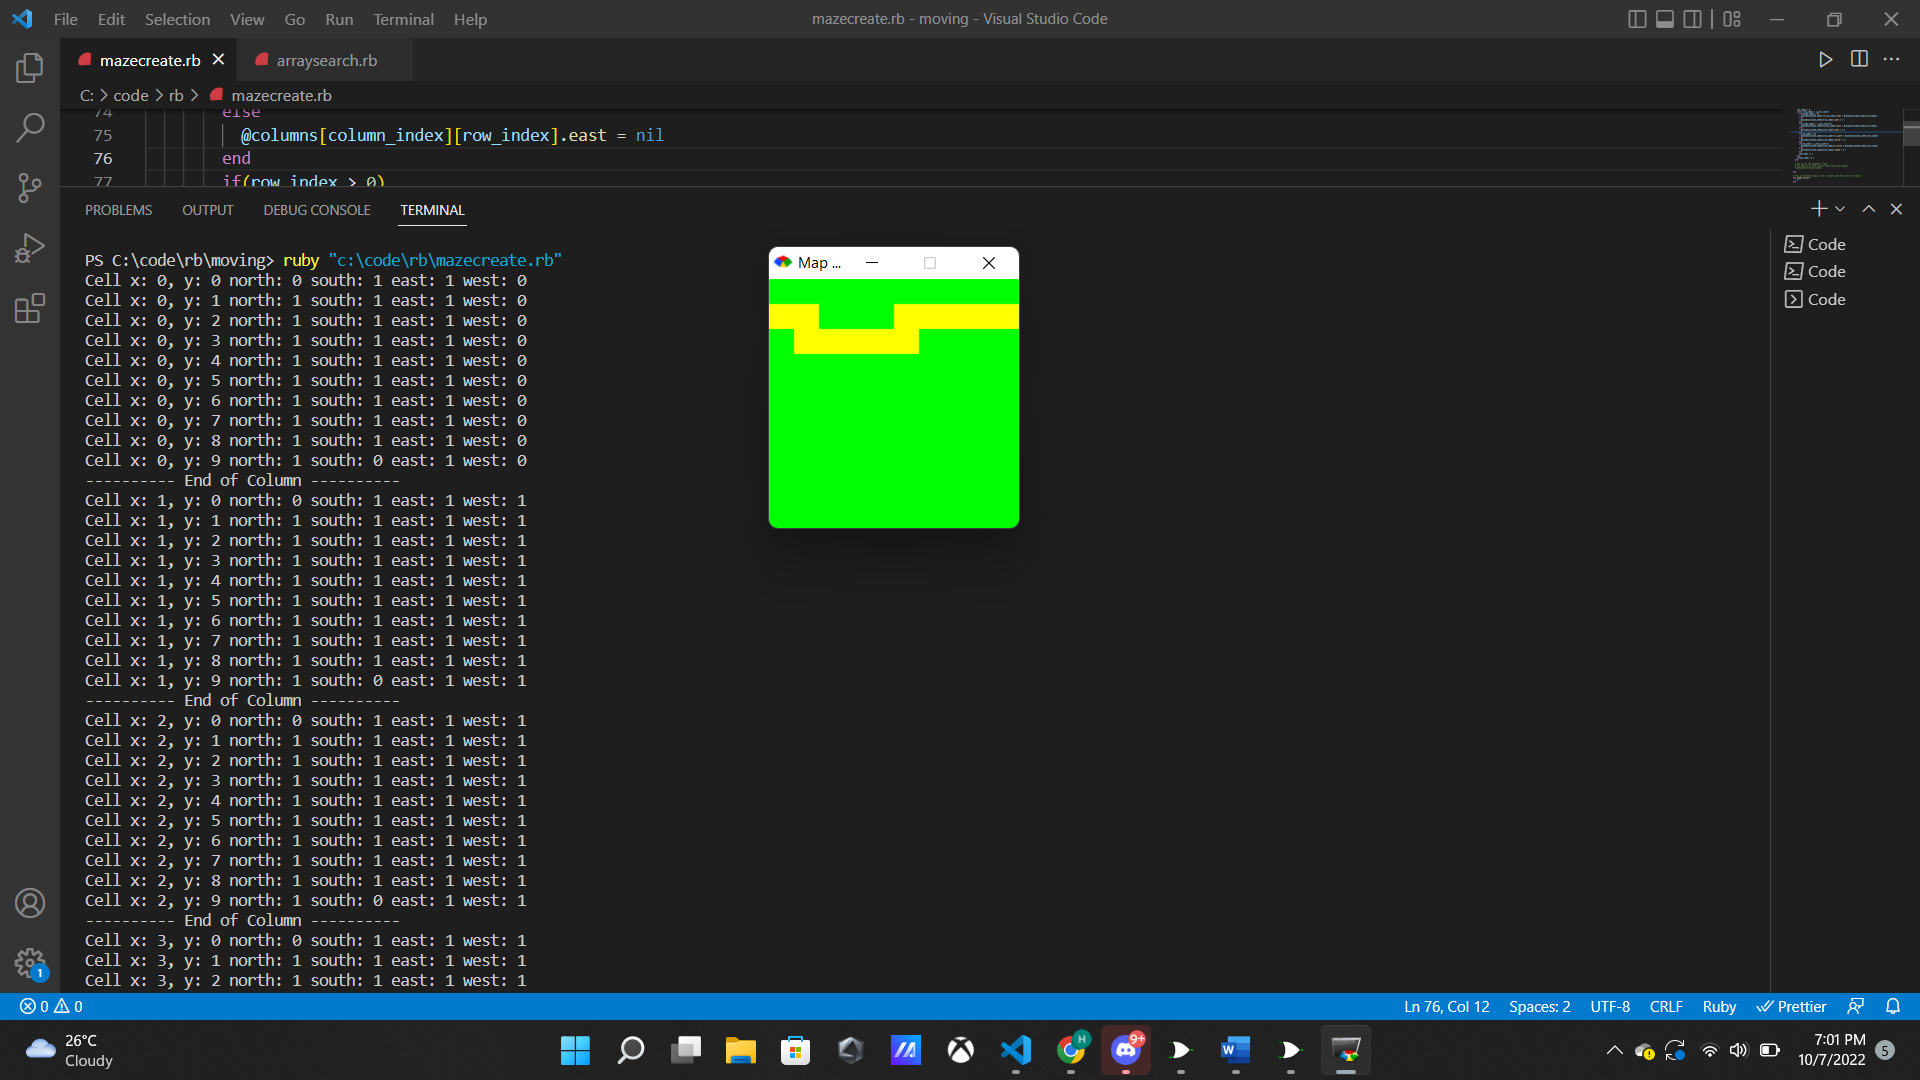 File Edit Selection View Go Run Terminal Help
mazecreate.rb - moving - Visual Studio Code
mazecreate.rb
arraysearch.rb
C: > code > rb > mazecreate.rb
74 else
75 @columns[column_index][row_index].east = nil
76 end
77 if(row_index > 0)
PROBLEMS OUTPUT DEBUG CONSOLE TERMINAL
PS C:\code\rb\moving> ruby "c:\code\rb\mazecreate.rb"
Cell x: 0, y: 0 north: 0 south: 1 east: 1 west: 0
Cell x: 0, y: 1 north: 1 south: 1 east: 1 west: 0
Cell x: 0, y: 2 north: 1 south: 1 east: 1 west: 0
Cell x: 0, y: 3 north: 1 south: 1 east: 1 west: 0
Cell x: 0, y: 4 north: 1 south: 1 east: 1 west: 0
Cell x: 0, y: 5 north: 1 south: 1 east: 1 west: 0
Cell x: 0, y: 6 north: 1 south: 1 east: 1 west: 0
Cell x: 0, y: 7 north: 1 south: 1 east: 1 west: 0
Cell x: 0, y: 8 north: 1 south: 1 east: 1 west: 0
Cell x: 0, y: 9 north: 1 south: 0 east: 1 west: 0
---------- End of Column ----------
Cell x: 1, y: 0 north: 0 south: 1 east: 1 west: 1
Cell x: 1, y: 1 north: 1 south: 1 east: 1 west: 1
Cell x: 1, y: 2 north: 1 south: 1 east: 1 west: 1
Cell x: 1, y: 3 north: 1 south: 1 east: 1 west: 1
Cell x: 1, y: 4 north: 1 south: 1 east: 1 west: 1
Cell x: 1, y: 5 north: 1 south: 1 east: 1 west: 1
Cell x: 1, y: 6 north: 1 south: 1 east: 1 west: 1
Cell x: 1, y: 7 north: 1 south: 1 east: 1 west: 1
Cell x: 1, y: 8 north: 1 south: 1 east: 1 west: 1
Cell x: 1, y: 9 north: 1 south: 0 east: 1 west: 1
---------- End of Column ----------
Cell x: 2, y: 0 north: 0 south: 1 east: 1 west: 1
Cell x: 2, y: 1 north: 1 south: 1 east: 1 west: 1
Cell x: 2, y: 2 north: 1 south: 1 east: 1 west: 1
Cell x: 2, y: 3 north: 1 south: 1 east: 1 west: 1
Cell x: 2, y: 4 north: 1 south: 1 east: 1 west: 1
Cell x: 2, y: 5 north: 1 south: 1 east: 1 west: 1
Cell x: 2, y: 6 north: 1 south: 1 east: 1 west: 1
Cell x: 2, y: 7 north: 1 south: 1 east: 1 west: 1
Cell x: 2, y: 8 north: 1 south: 1 east: 1 west: 1
Cell x: 2, y: 9 north: 1 south: 0 east: 1 west: 1
---------- End of Column ----------
Cell x: 3, y: 0 north: 0 south: 1 east: 1 west: 1
Cell x: 3, y: 1 north: 1 south: 1 east: 1 west: 1
Cell x: 3, y: 2 north: 1 south: 1 east: 1 west: 1
Map ...
Code
Code
Code
1
0 0
Ln 76, Col 12 Spaces: 2 UTF-8 CRLF Ruby Prettier
26°C
Cloudy
H
9+
W
7:01 PM
10/7/2022
5